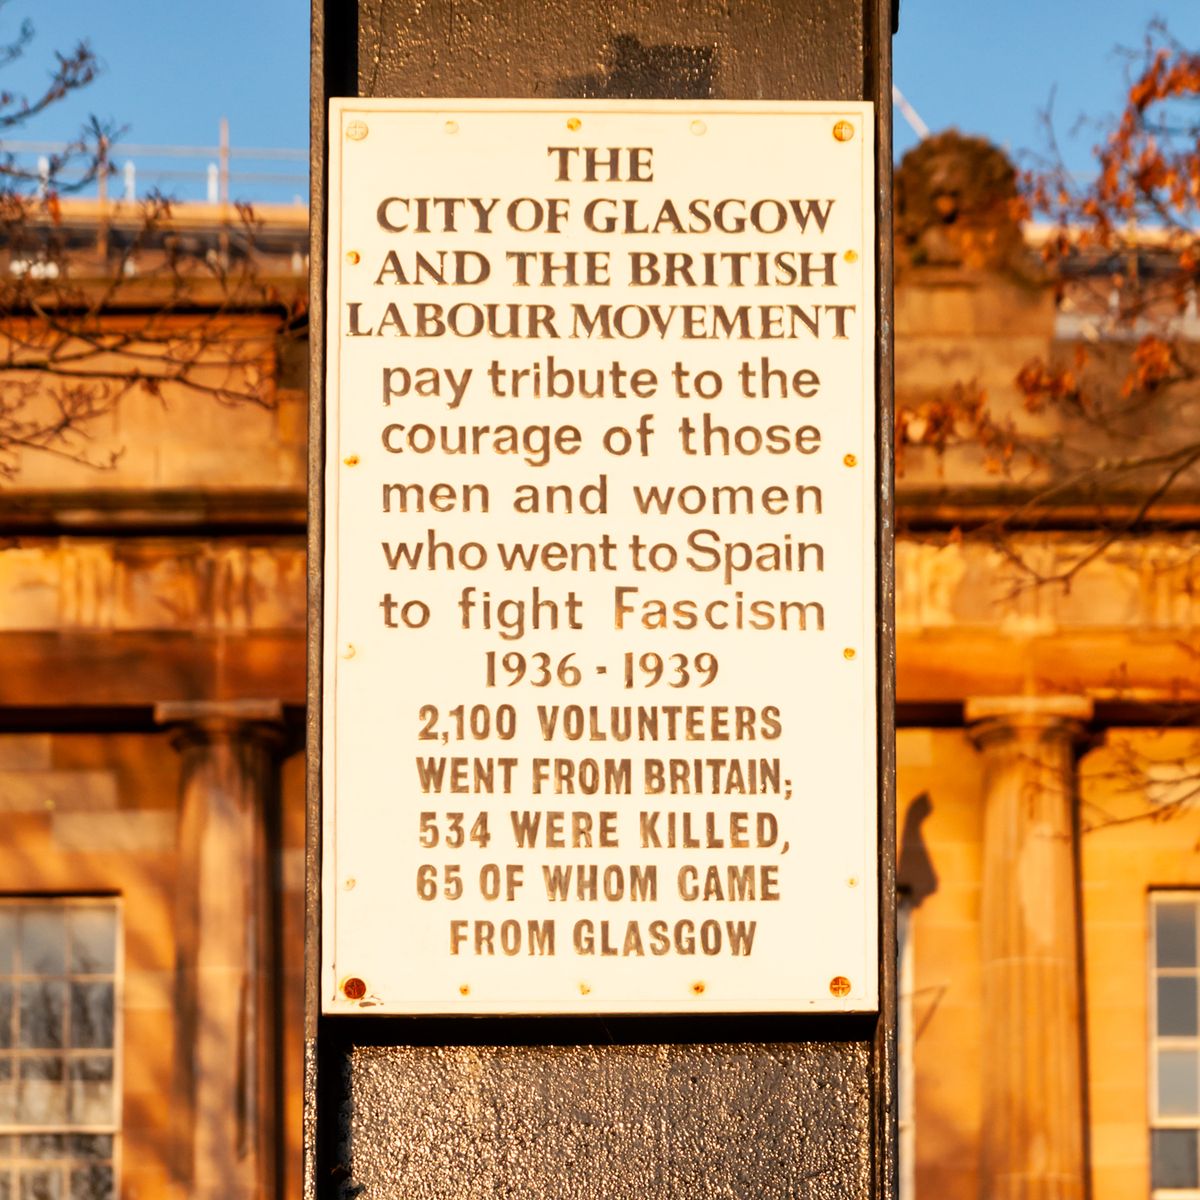 THE
CITY OF GLASGOW
AND THE BRITISH
LABOUR MOVEMENT
pay tribute to the
courage of those
men and women
who went to Spain
to fight Fascism
1936 - 1939
2,100 VOLUNTEERS
WENT FROM BRITAIN;
534 WERE KILLED,
65 OF WHOM CAME
FROM GLASGOW